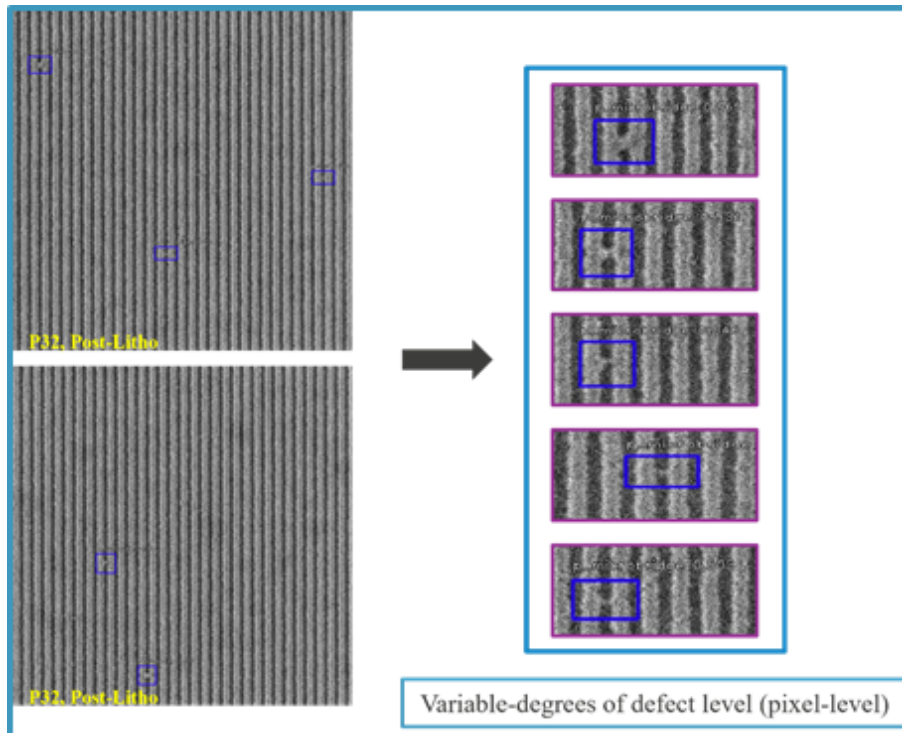 P32, Post-Litho
P32, Post-Litho
Variable-degrees of defect level (pixel-level)